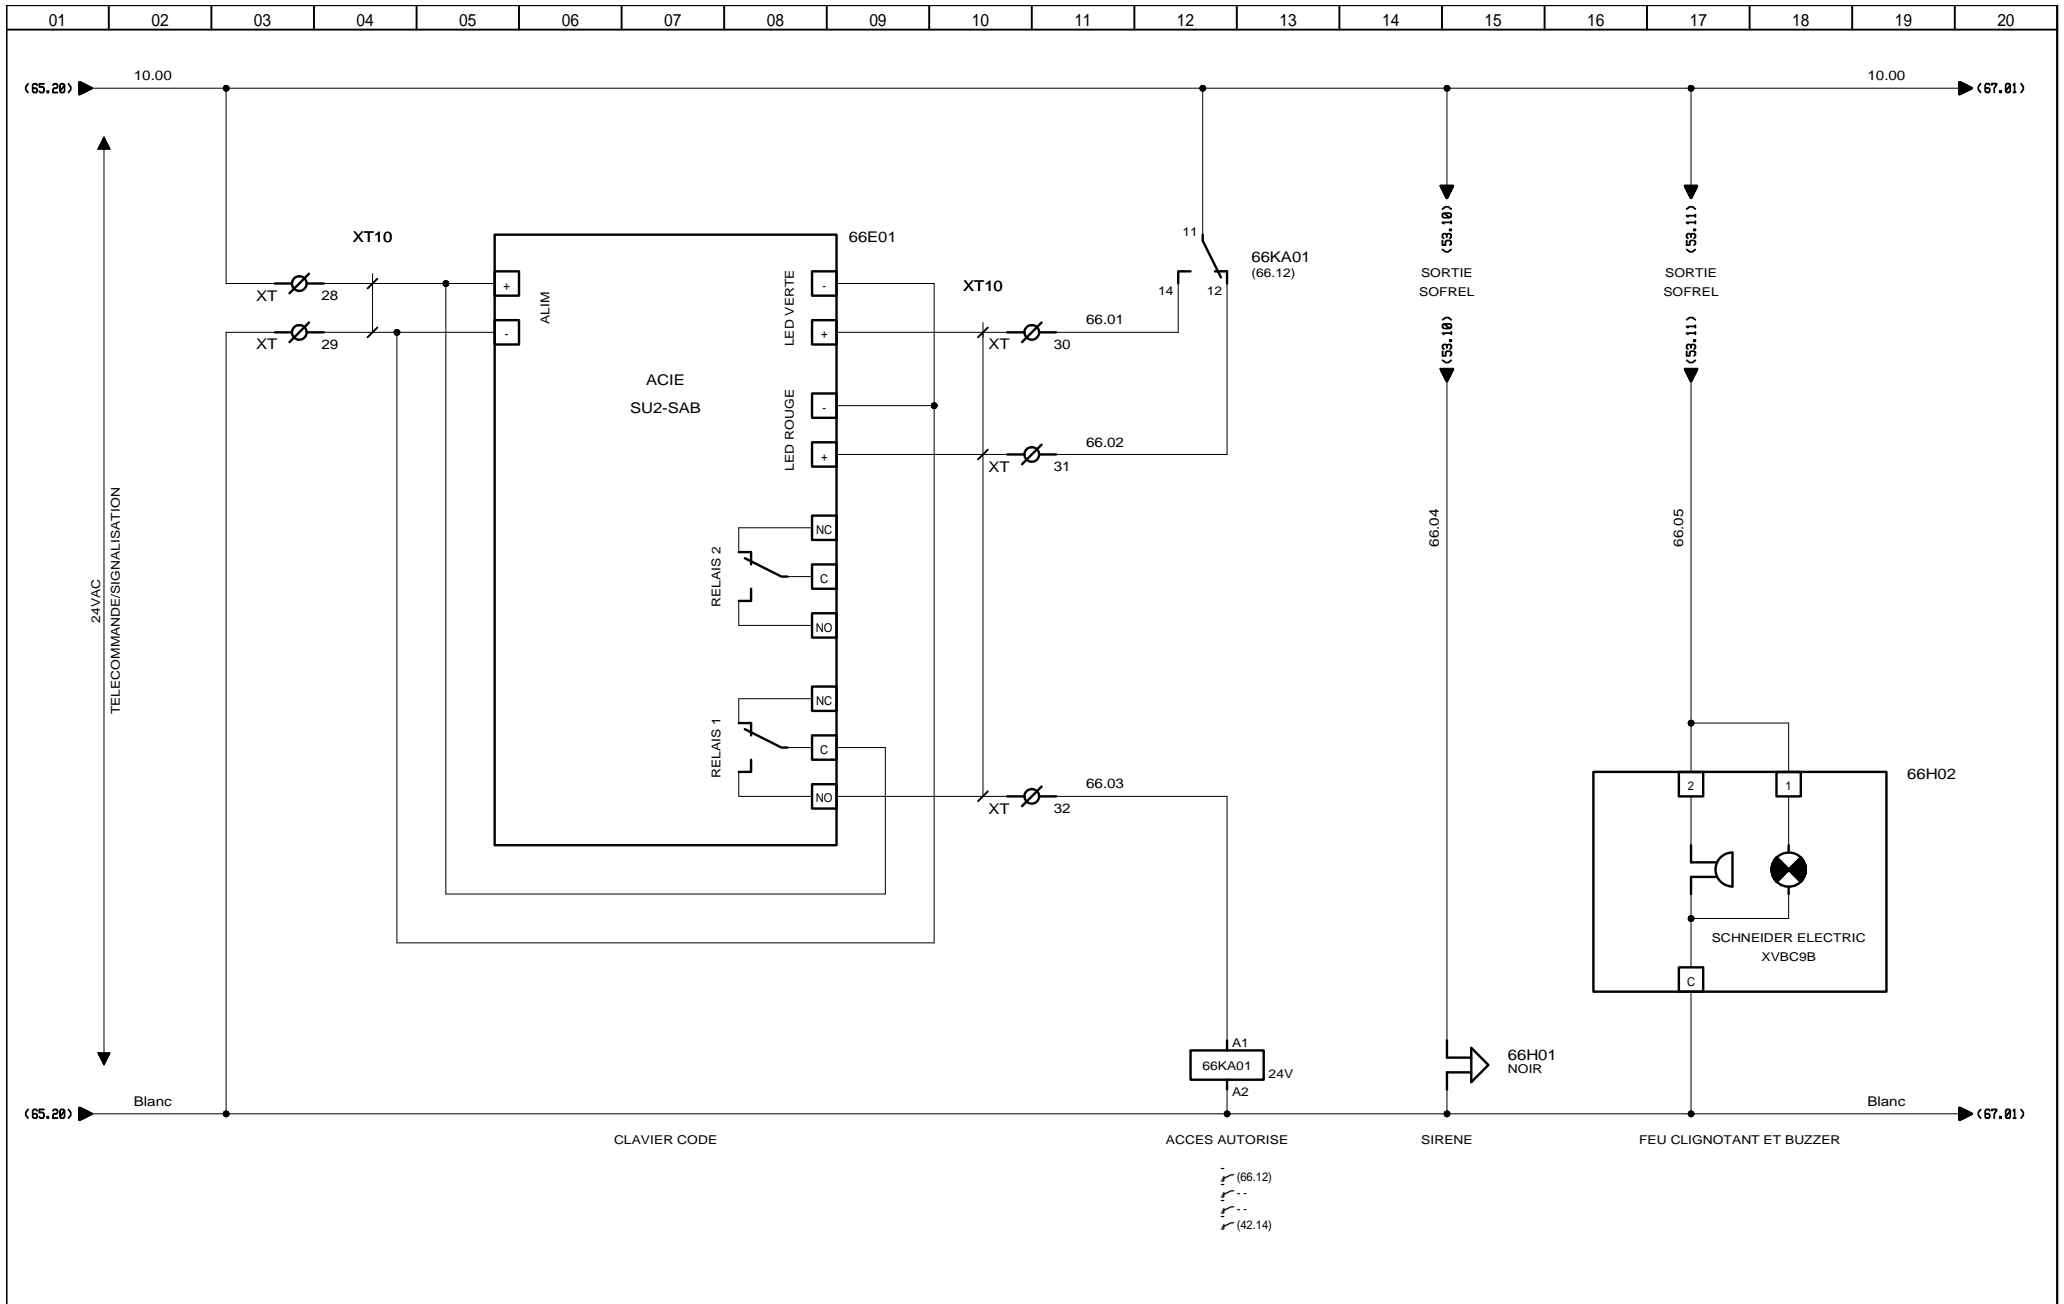 01 02 03 04 05 06 07 08 09 10 11 12 13 14 15 16 17 18 19 20
10.00 10.00
(65.20) (67.01)
24VAC
TELECOMMANDE/SIGNALISATION
XT10
XT 28
XT 29
66E01
+
-
ALIM
ACIE
SU2-SAB
LED VERTE
-
+
LED ROUGE
-
+
RELAIS 2
NC
C
NO
RELAIS 1
NC
C
NO
XT10
XT 30
66.01
XT 31
66.02
XT 32
66.03
11
14 12
66KA01
(66.12)
A1
66KA01 24V
A2
(53.10)
SORTIE
SOFREL
(53.10)
66.04
66H01
NOIR
(53.11)
SORTIE
SOFREL
(53.11)
66.05
66H02
2 1
SCHNEIDER ELECTRIC
XVBC9B
C
Blanc Blanc
(65.20) (67.01)
CLAVIER CODE ACCES AUTORISE SIRENE FEU CLIGNOTANT ET BUZZER
(66.12)
- -
- -
(42.14)